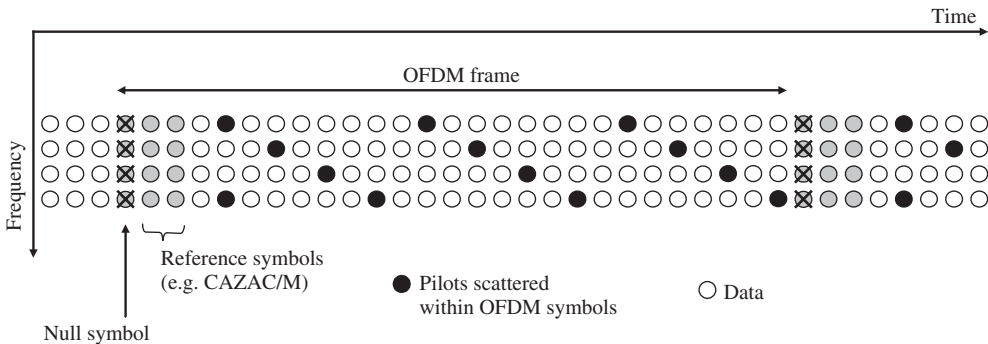 Time
OFDM frame
Frequency
Reference symbols
(e.g. CAZAC/M)
Pilots scattered
within OFDM symbols
Data
Null symbol